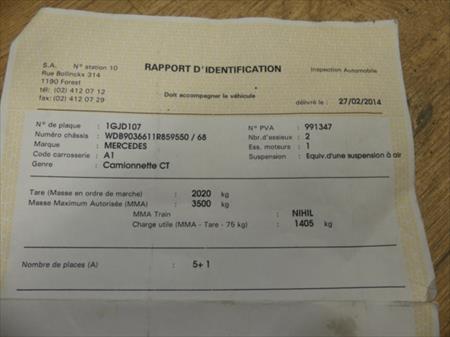 S.A. N° station 10
RAPPORT D'IDENTIFICATION
Inspection Automobile
Rue Bollinckx 314
1190 Forest
tél: (02) 412 07 12
fax: (02) 412 07 29
Doit accompagner le véhicule
délivré le : 27/02/2014
N° de plaque : 1GJD107
N° PVA : 991347
Numéro châssis : WDB9036611R859550 / 68
Nbr.d'essieux : 2
Marque : MERCEDES
Ess. moteurs : 1
Code carrosserie : A1
Suspension : Equiv.d'une suspension à air
Genre : Camionnette CT
Tare (Masse en ordre de marche) : 2020 kg
Masse Maximum Autorisée (MMA) : 3500 kg
MMA Train : NIHIL
Charge utile (MMA - Tare - 75 kg) : 1405 kg
Nombre de places (A) : 5+ 1